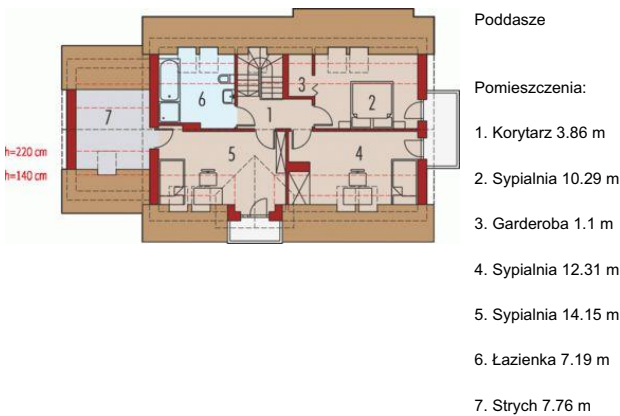 Poddasze
Pomieszczenia:
1. Korytarz 3.86 m
2. Sypialnia 10.29 m
3. Garderoba 1.1 m
4. Sypialnia 12.31 m
5. Sypialnia 14.15 m
6. Łazienka 7.19 m
7. Strych 7.76 m
3
6
2
7
1
h=220 cm
5
4
h=140 cm